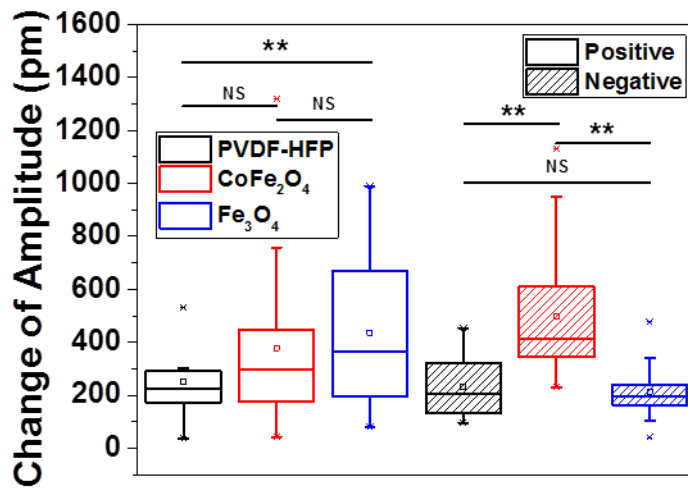 Change of Amplitude (pm)
1600
1400
1200
1000
800
600
400
200
0
**
NS
NS
PVDF-HFP
CoFe₂O₄
Fe₃O₄
Positive
Negative
**
**
NS